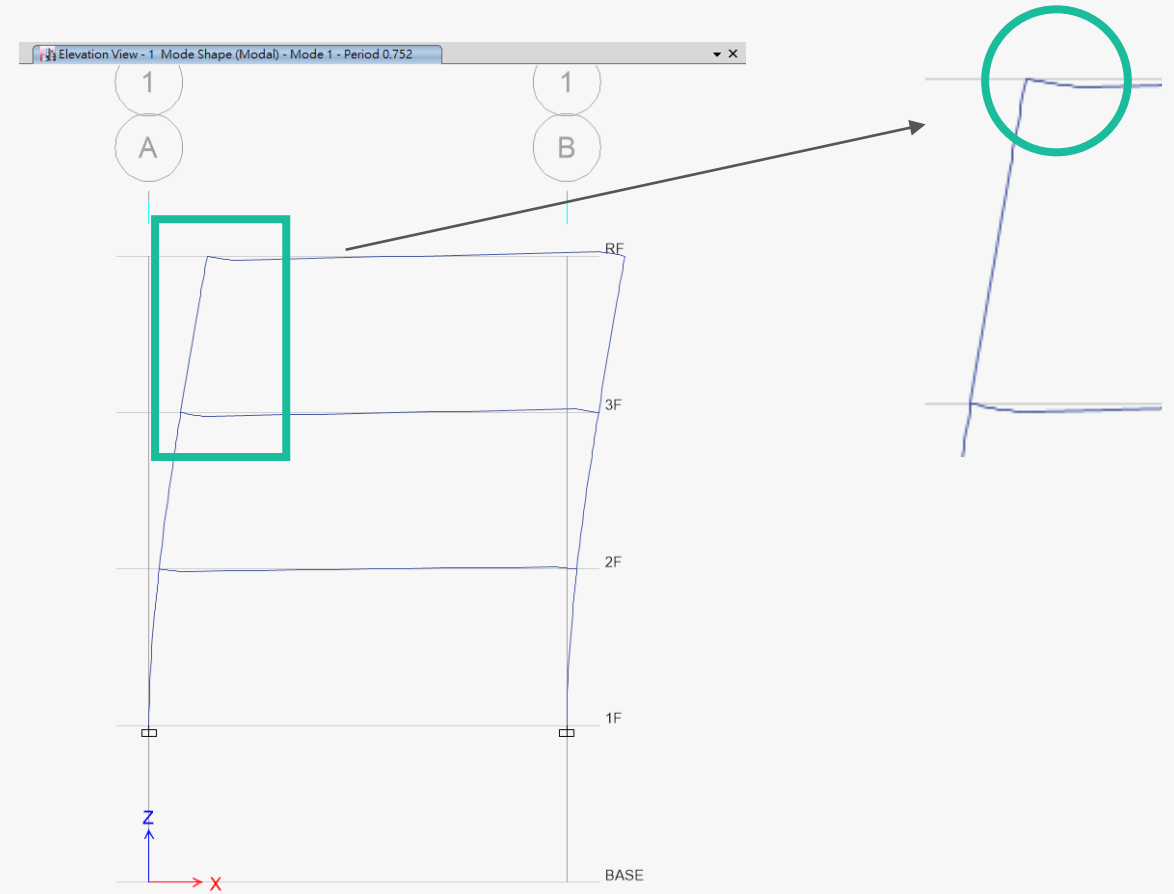 Elevation View - 1 Mode Shape (Modal) - Mode 1 - Period 0.752
1
1
A
B
RF
3F
2F
1F
Z
X
BASE